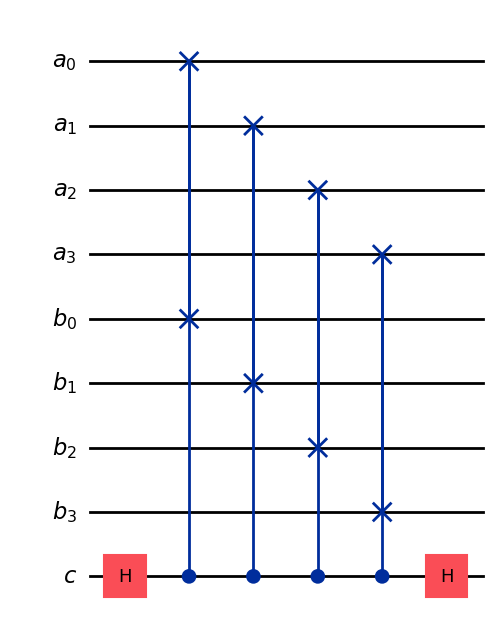 a₀
a₁
a₂
a₃
b₀
b₁
b₂
b₃
c H H